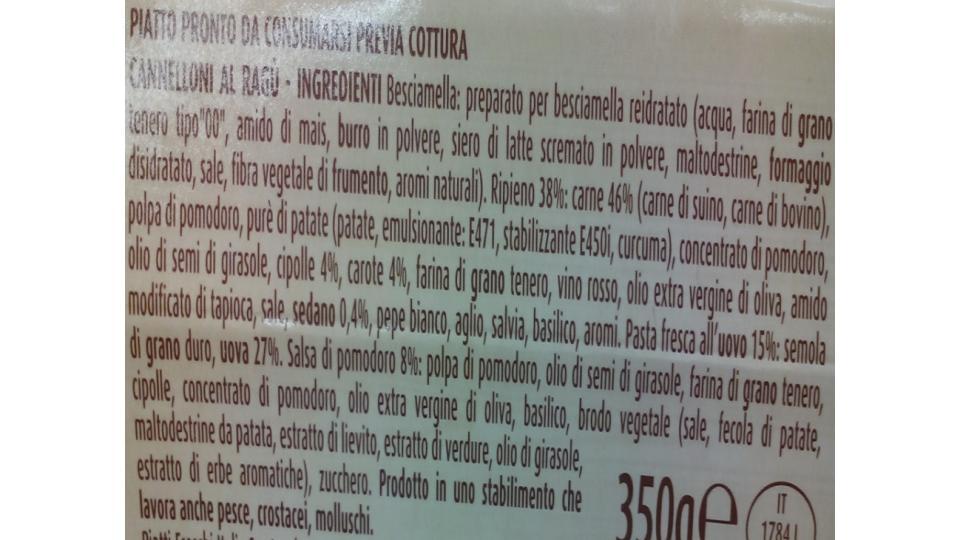 PIATTO PRONTO DA CONSUMARSI PREVIA COTTURA
CANNELLONI AL RAGÙ - INGREDIENTI Besciamella: preparato per besciamella reidratato (acqua, farina di grano
tenero tipo"00", amido di mais, burro in polvere, siero di latte scremato in polvere, maltodestrine, formaggio
disidratato, sale, fibra vegetale di frumento, aromi naturali). Ripieno 38%: carne 46% (carne di suino, carne di bovino),
polpa di pomodoro, purè di patate (patate, emulsionante: E471, stabilizzante E450i, curcuma), concentrato di pomodoro,
olio di semi di girasole, cipolle 4%, carote 4%, farina di grano tenero, vino rosso, olio extra vergine di oliva, amido
modificato di tapioca, sale, sedano 0,4%, pepe bianco, aglio, salvia, basilico, aromi. Pasta fresca all'uovo 15%: semola
di grano duro, uova 27%. Salsa di pomodoro 8%: polpa di pomodoro, olio di semi di girasole, farina di grano tenero,
cipolle, concentrato di pomodoro, olio extra vergine di oliva, basilico, brodo vegetale (sale, fecola di patate,
maltodestrine da patata, estratto di lievito, estratto di verdure, olio di girasole,
estratto di erbe aromatiche), zucchero. Prodotto in uno stabilimento che
lavora anche pesce, crostacei, molluschi.
350g e
IT
1784 L